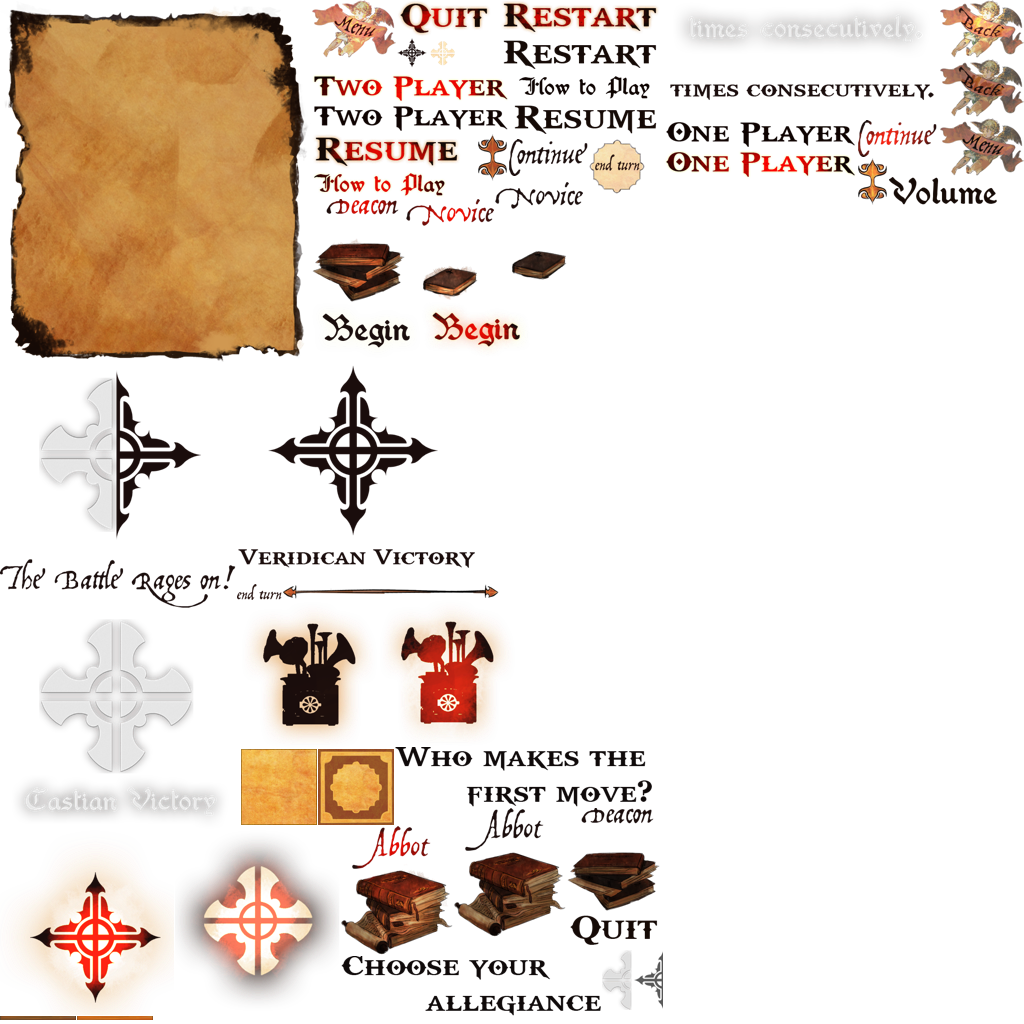 Menu
Quit
Restart
times consecutively.
Back
Restart
Two Player
How to Play
times consecutively.
Back
Two Player
Resume
One Player
Continue
Menu
Resume
Continue
end turn
One Player
How to Play
Volume
Deacon
Novice
Novice
Begin
Begin
The Battle Rages on!
Veridican Victory
end turn
Who makes the
first move?
Castian Victory
Abbot
Abbot
Deacon
Quit
Choose your
allegiance